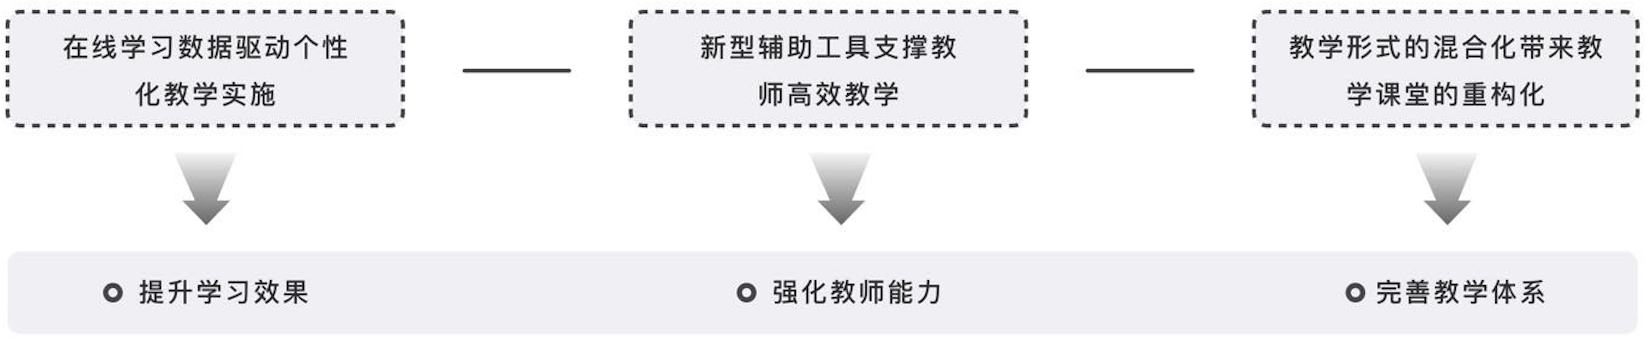 在线学习数据驱动个性
化教学实施
新型辅助工具支撑教
师高效教学
教学形式的混合化带来教
学课堂的重构化
提升学习效果
强化教师能力
完善教学体系